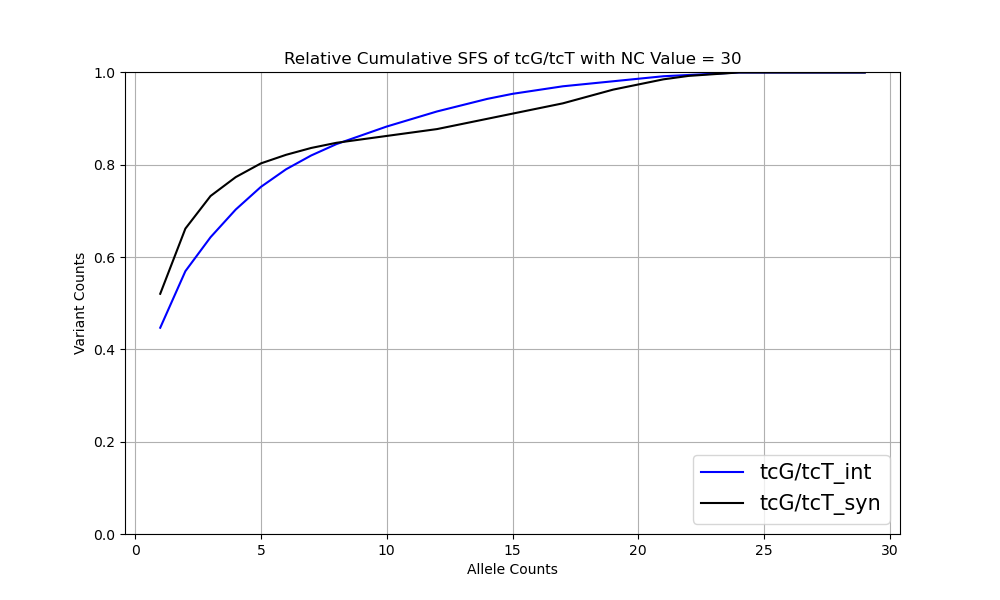 Relative Cumulative SFS of tcG/tcT with NC Value = 30
1.0
0.8
0.6
0.4
0.2
0.0
Variant Counts
0 5 10 15 20 25 30
Allele Counts
tcG/tcT_int
tcG/tcT_syn